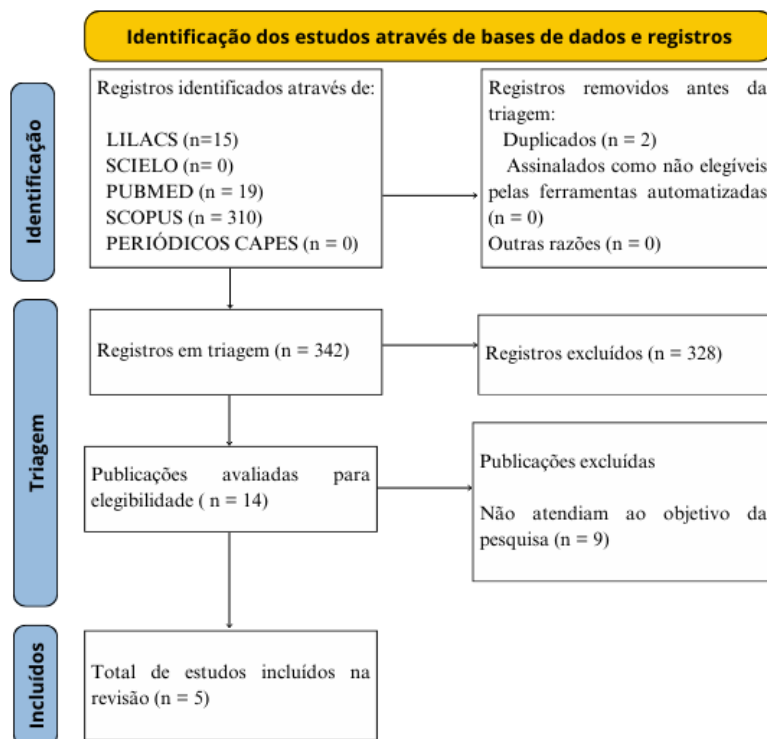 Identificação dos estudos através de bases de dados e registros
Identificação
Registros identificados através de:
LILACS (n=15)
SCIELO (n= 0)
PUBMED (n = 19)
SCOPUS (n = 310)
PERIÓDICOS CAPES (n = 0)
Registros removidos antes da
triagem:
Duplicados (n = 2)
Assinalados como não elegíveis
pelas ferramentas automatizadas
(n = 0)
Outras razões (n = 0)
Triagem
Registros em triagem (n = 342)
Registros excluídos (n = 328)
Publicações avaliadas para
elegibilidade ( n = 14)
Publicações excluídas
Não atendiam ao objetivo da
pesquisa (n = 9)
Incluídos
Total de estudos incluídos na
revisão (n = 5)